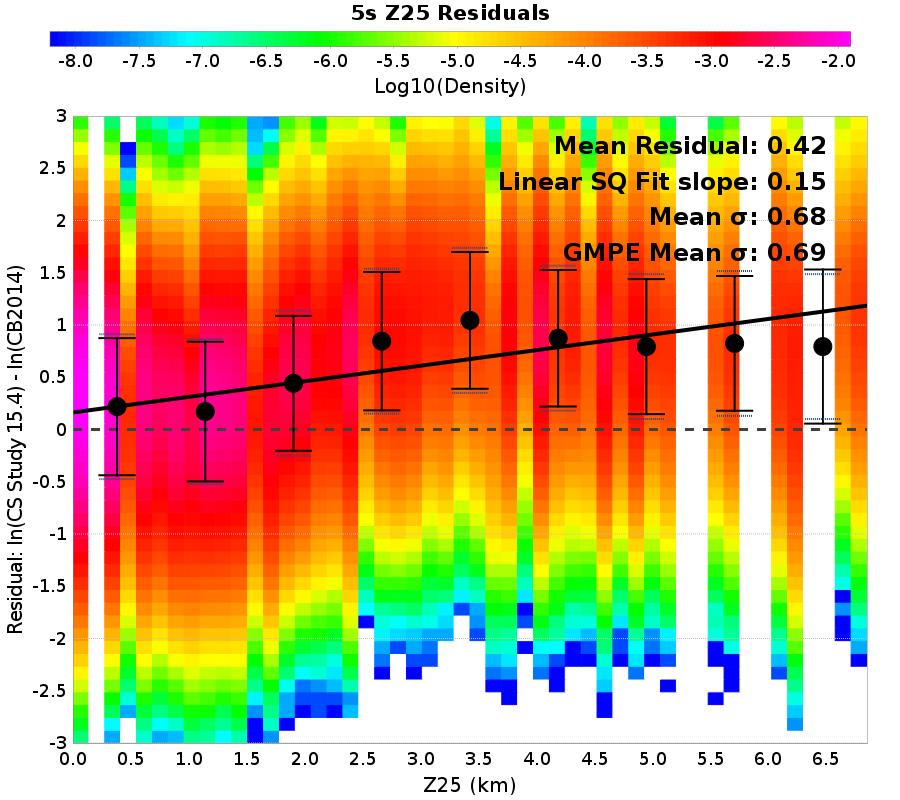 5s Z25 Residuals
-8.0 -7.5 -7.0 -6.5 -6.0 -5.5 -5.0 -4.5 -4.0 -3.5 -3.0 -2.5 -2.0
Log10(Density)
Mean Residual: 0.42
Linear SQ Fit slope: 0.15
Mean σ: 0.68
GMPE Mean σ: 0.69
Residual: ln(CS Study 15.4) - ln(CB2014)
3
2.5
2
1.5
1
0.5
0
-0.5
-1
-1.5
-2
-2.5
-3
0.0 0.5 1.0 1.5 2.0 2.5 3.0 3.5 4.0 4.5 5.0 5.5 6.0 6.5
Z25 (km)